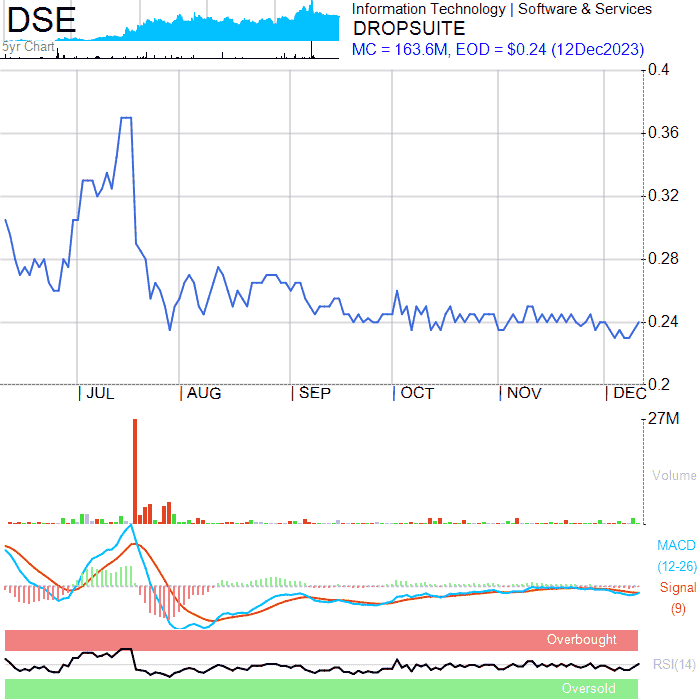 DSE
5yr Chart
Information Technology | Software & Services
DROPSUITE
MC = 163.6M, EOD = $0.24 (12Dec2023)
0.4
0.36
0.32
0.28
0.24
0.2
JUL
AUG
SEP
OCT
NOV
DEC
27M
Volume
MACD
(12-26)
Signal
(9)
Overbought
RSI(14)
Oversold